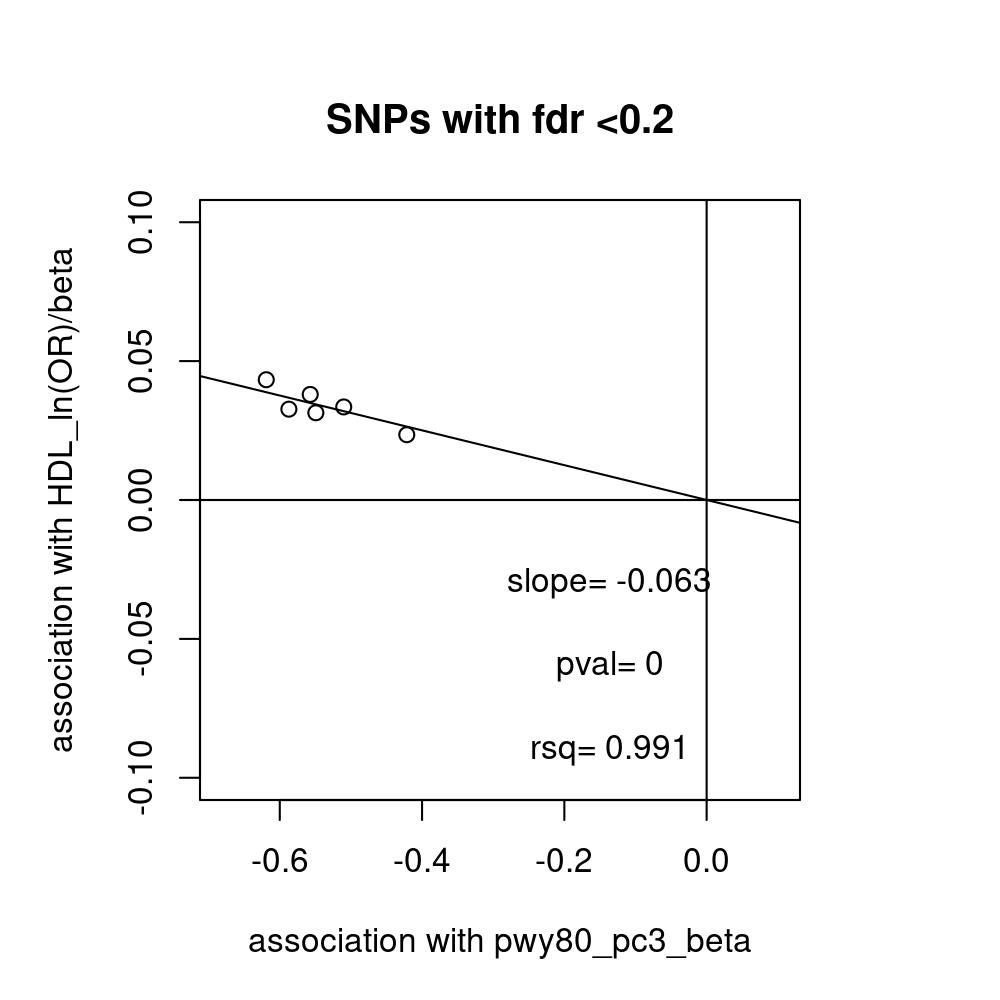 SNPs with fdr <0.2
association with HDL_ln(OR)/beta
0.10
0.05
0.00
-0.05
-0.10
slope= -0.063
pval= 0
rsq= 0.991
-0.6 -0.4 -0.2 0.0
association with pwy80_pc3_beta